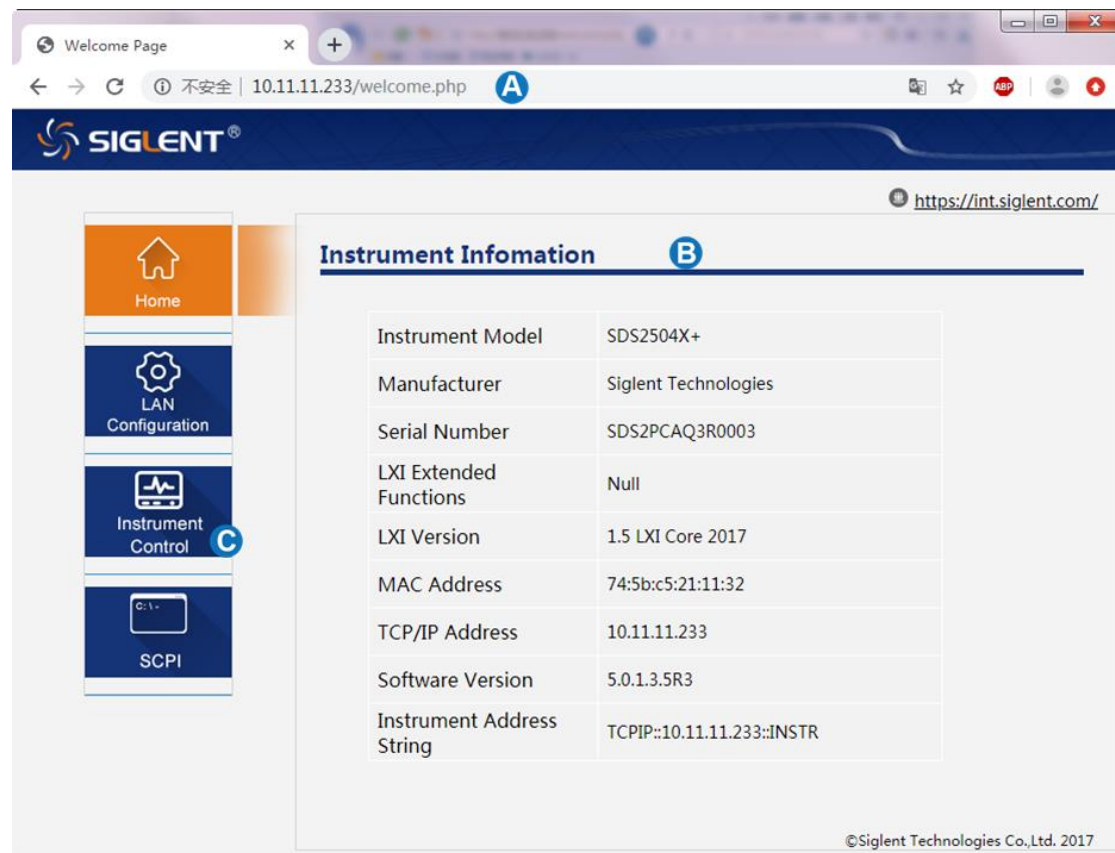 Welcome Page
不安全 | 10.11.11.233/welcome.php A
ABP
SIGLENT®
https://int.siglent.com/
Home
LAN
Configuration
Instrument
Control C
C:\-
SCPI
Instrument Infomation B
Instrument Model SDS2504X+
Manufacturer Siglent Technologies
Serial Number SDS2PCAQ3R0003
LXI Extended
Functions Null
LXI Version 1.5 LXI Core 2017
MAC Address 74:5b:c5:21:11:32
TCP/IP Address 10.11.11.233
Software Version 5.0.1.3.5R3
Instrument Address
String TCPIP::10.11.11.233::INSTR
©Siglent Technologies Co.,Ltd. 2017